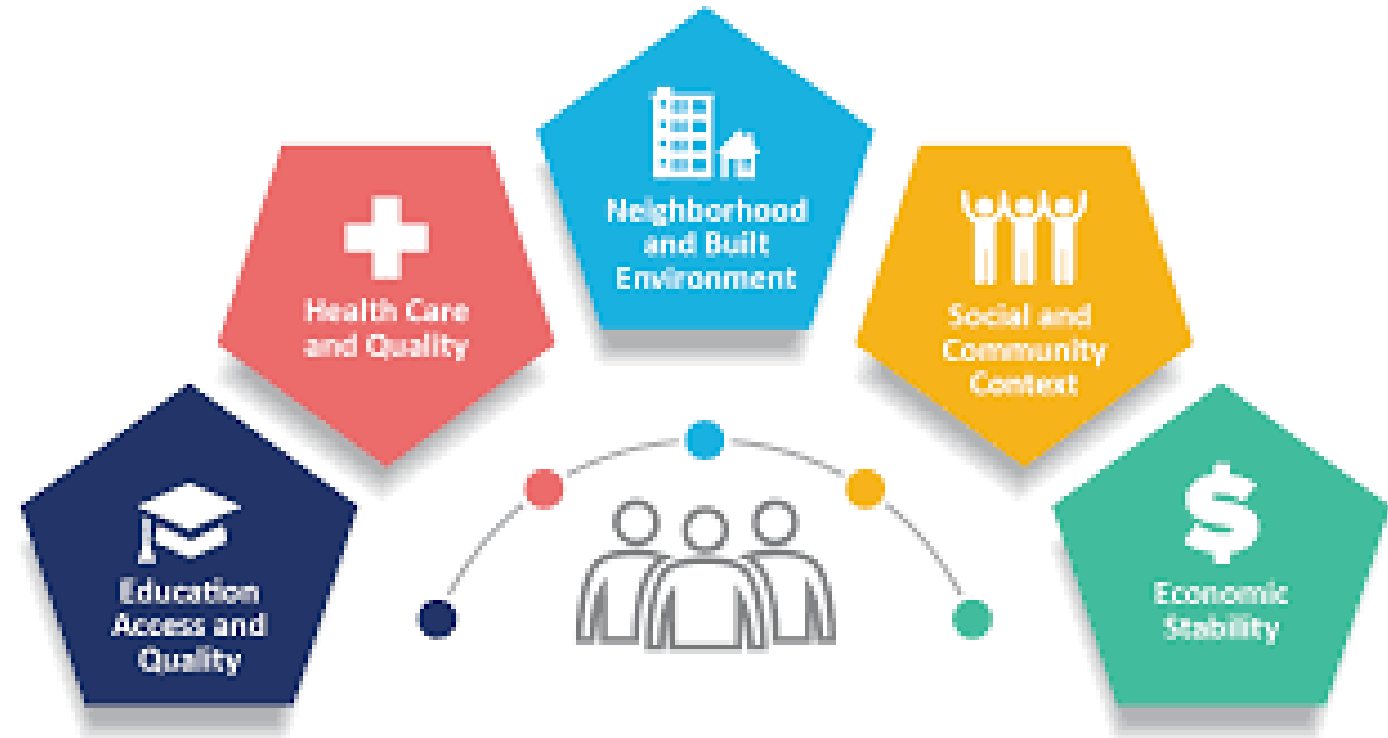 Neighborhood
and Built
Environment
Health Care
and Quality
Social and
Community
Context
Education
Access and
Quality
$
Economic
Stability